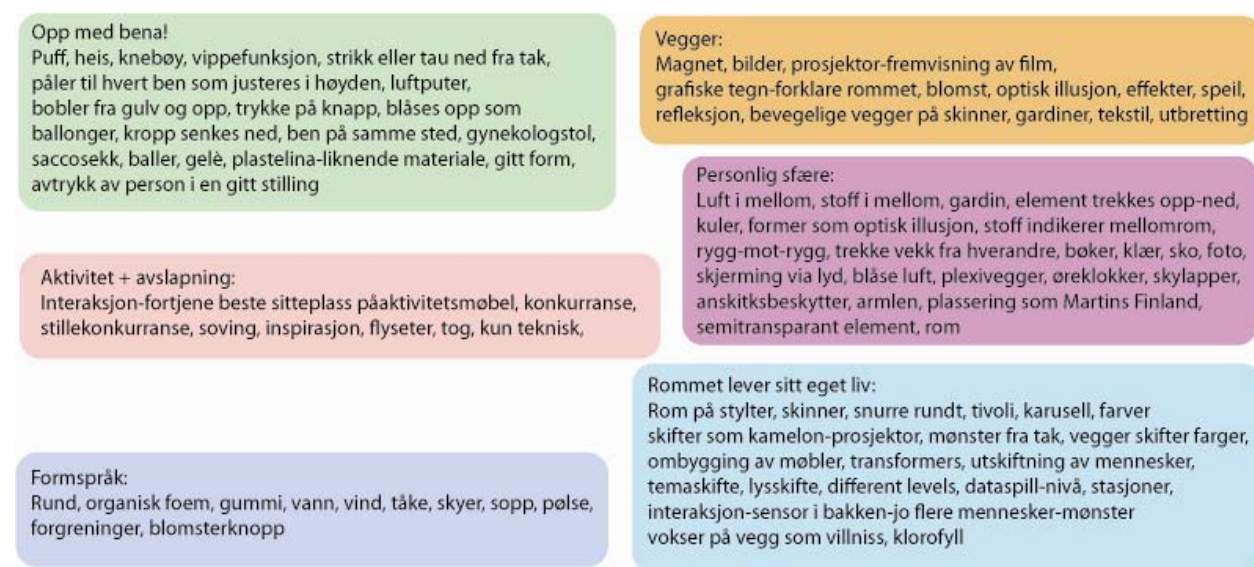 Opp med bena!
Puff, heis, knebøy, vippefunksjon, strikk eller tau ned fra tak,
påler til hvert ben som justeres i høyden, luftputer,
bobler fra gulv og opp, trykke på knapp, blåses opp som
ballonger, kropp senkes ned, ben på samme sted, gynekologstol,
saccosekk, baller, gelè, plastelina-liknende materiale, gitt form,
avtrykk av person i en gitt stilling
Aktivitet + avslapning:
Interaksjon-fortjene beste sitteplass påaktivitetsmøbel, konkurranse,
stillekonkurranse, soving, inspirasjon, flyseter, tog, kun teknisk,
Formspråk:
Rund, organisk foem, gummi, vann, vind, tåke, skyer, sopp, pølse,
forgreninger, blomsterknopp
Vegger:
Magnet, bilder, prosjektor-fremvisning av film,
grafiske tegn-forklare rommet, blomst, optisk illusjon, effekter, speil,
refleksjon, bevegelige vegger på skinner, gardiner, tekstil, utbretting
Personlig sfære:
Luft i mellom, stoff i mellom, gardin, element trekkes opp-ned,
kuler, former som optisk illusjon, stoff indikerer mellomrom,
rygg-mot-rygg, trekke vekk fra hverandre, bøker, klær, sko, foto,
skjerming via lyd, blåse luft, plexivegger, øreklokker, skylapper,
anskitksbeskytter, armlen, plassering som Martins Finland,
semitransparant element, rom
Rommet lever sitt eget liv:
Rom på stylter, skinner, snurre rundt, tivoli, karusell, farver
skifter som kamelon-prosjektor, mønster fra tak, vegger skifter farger,
ombygging av møbler, transformers, utskiftning av mennesker,
temaskifte, lysskifte, different levels, dataspill-nivå, stasjoner,
interaksjon-sensor i bakken-jo flere mennesker-mønster
vokser på vegg som villniss, klorofyll